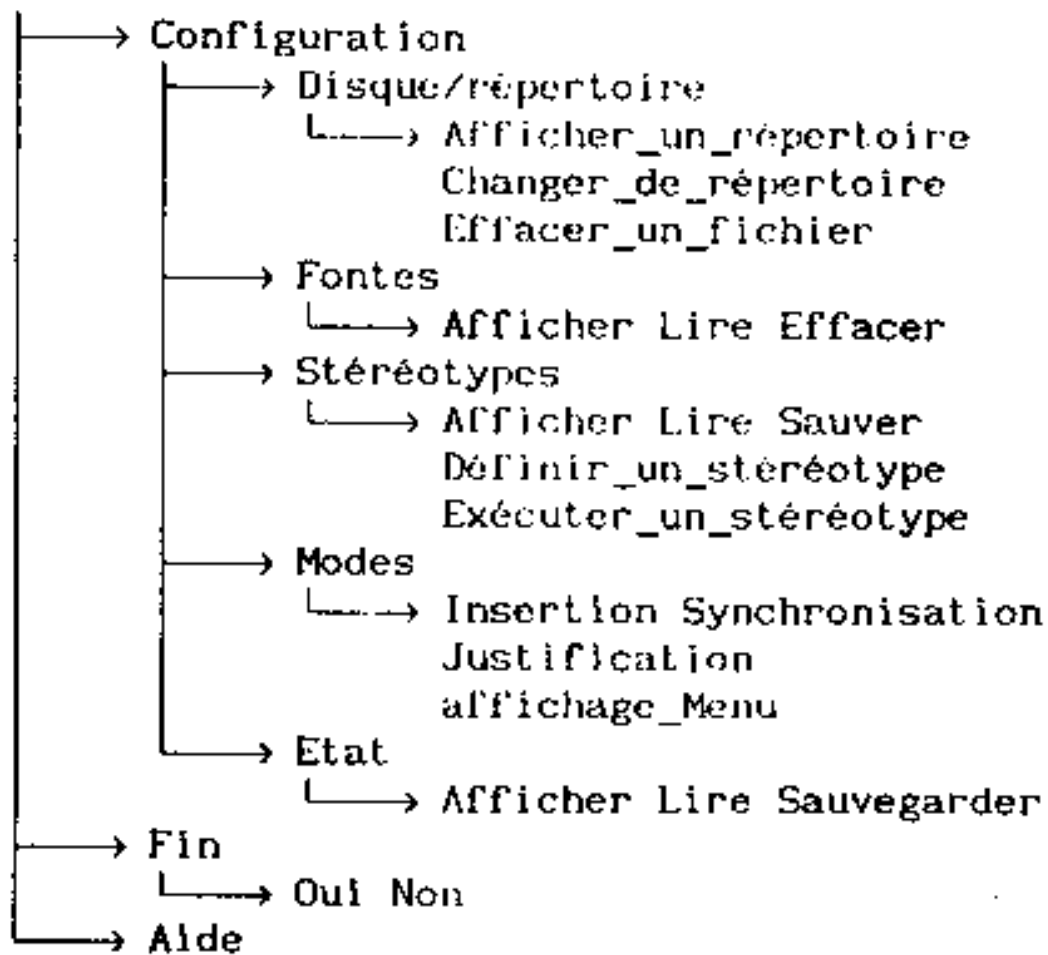 Configuration
Disque/répertoire
Afficher_un_répertoire
Changer_de_répertoire
Effacer_un_fichier
Fontes
Afficher Lire Effacer
Stéréotypes
Afficher Lire Sauver
Définir_un_stéréotype
Exécuter_un_stéréotype
Modes
Insertion Synchronisation
Justification
affichage_Menu
Etat
Afficher Lire Sauvegarder
Fin
Oui Non
Aide